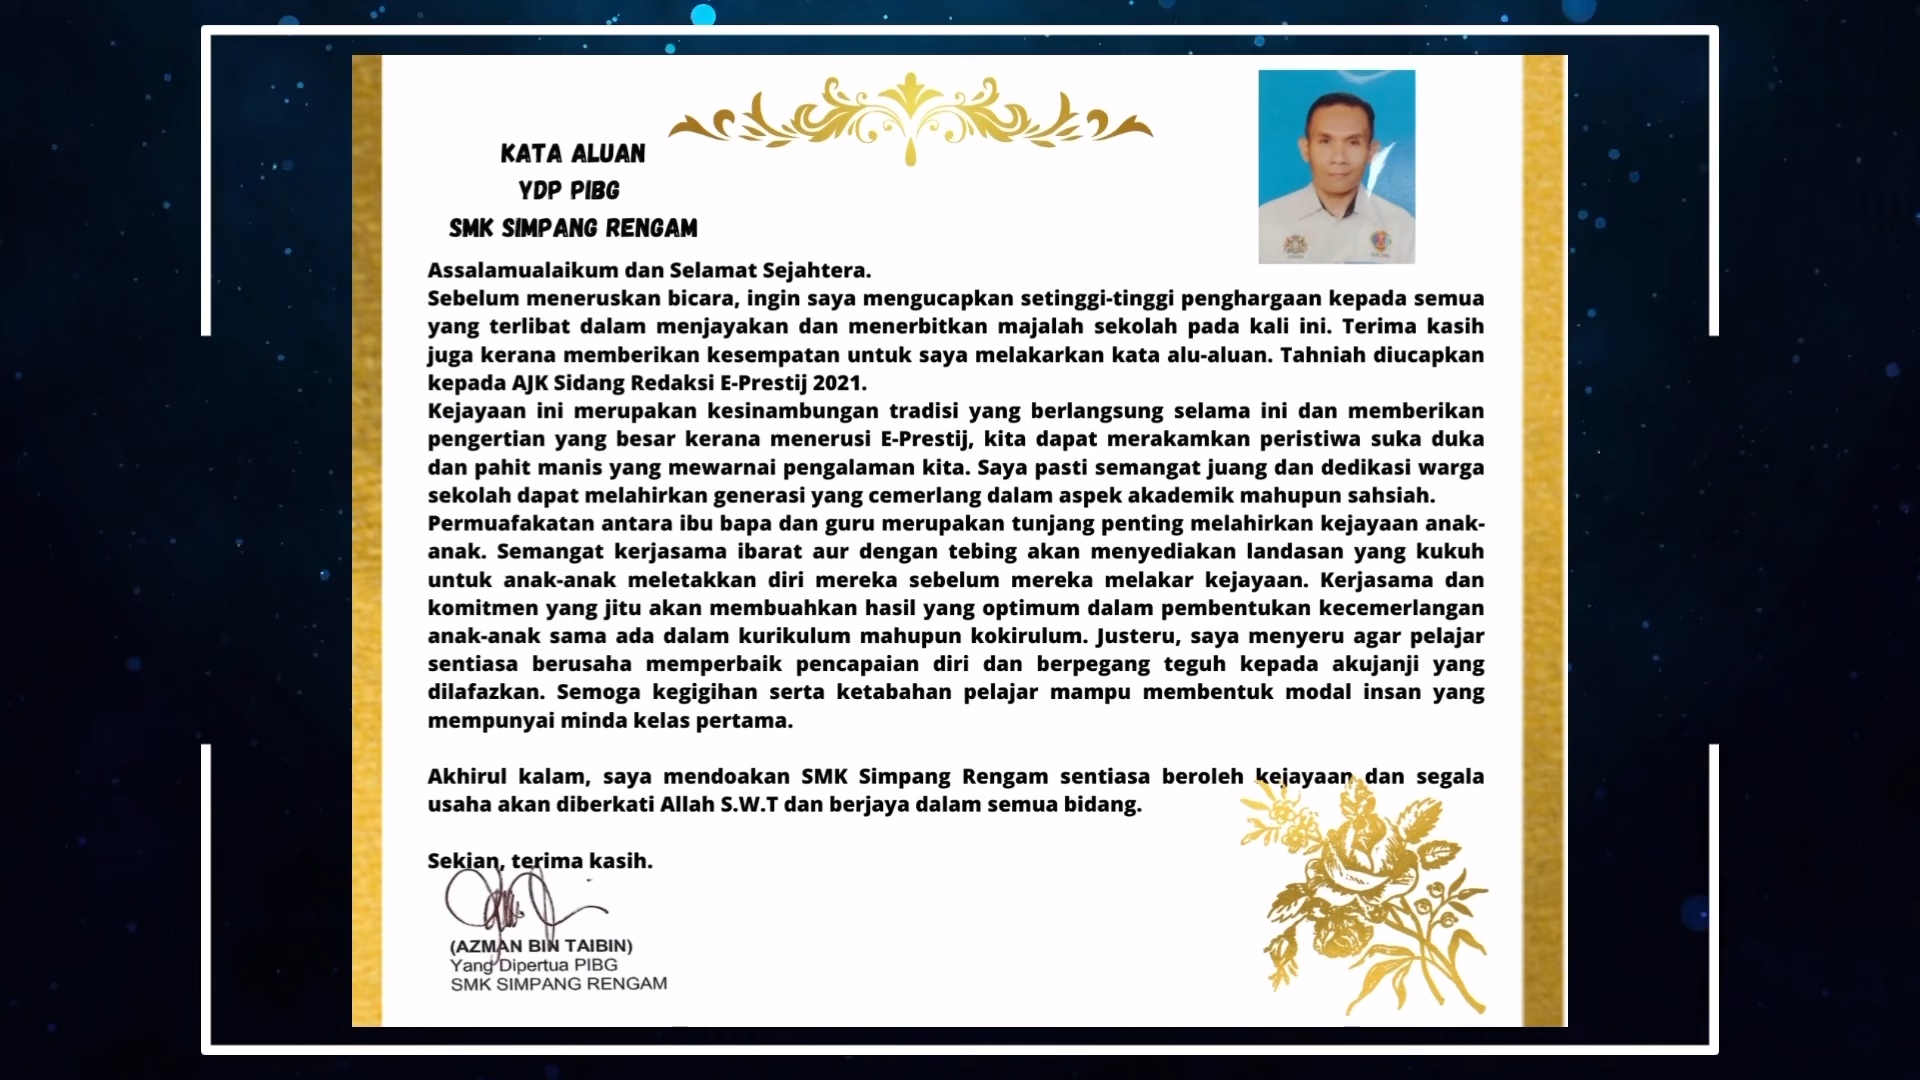 KATA ALUAN
YDP PIBG
SMK SIMPANG RENGAM
Assalamualaikum dan Selamat Sejahtera.
Sebelum meneruskan bicara, ingin saya mengucapkan setinggi-tinggi penghargaan kepada semua
yang terlibat dalam menjayakan dan menerbitkan majalah sekolah pada kali ini. Terima kasih
juga kerana memberikan kesempatan untuk saya melakarkan kata alu-aluan. Tahniah diucapkan
kepada AJK Sidang Redaksi E-Prestij 2021.
Kejayaan ini merupakan kesinambungan tradisi yang berlangsung selama ini dan memberikan
pengertian yang besar kerana menerusi E-Prestij, kita dapat merakamkan peristiwa suka duka
dan pahit manis yang mewarnai pengalaman kita. Saya pasti semangat juang dan dedikasi warga
sekolah dapat melahirkan generasi yang cemerlang dalam aspek akademik mahupun sahsiah.
Permuafakatan antara ibu bapa dan guru merupakan tunjang penting melahirkan kejayaan anak-
anak. Semangat kerjasama ibarat aur dengan tebing akan menyediakan landasan yang kukuh
untuk anak-anak meletakkan diri mereka sebelum mereka melakar kejayaan. Kerjasama dan
komitmen yang jitu akan membuahkan hasil yang optimum dalam pembentukan kecemerlangan
anak-anak sama ada dalam kurikulum mahupun kokirulum. Justeru, saya menyeru agar pelajar
sentiasa berusaha memperbaik pencapaian diri dan berpegang teguh kepada akujanji yang
dilafazkan. Semoga kegigihan serta ketabahan pelajar mampu membentuk modal insan yang
mempunyai minda kelas pertama.
Akhirul kalam, saya mendoakan SMK Simpang Rengam sentiasa beroleh kejayaan dan segala
usaha akan diberkati Allah S.W.T dan berjaya dalam semua bidang.
Sekian, terima kasih.
(AZMAN BIN TAIBIN)
Yang Dipertua PIBG
SMK SIMPANG RENGAM